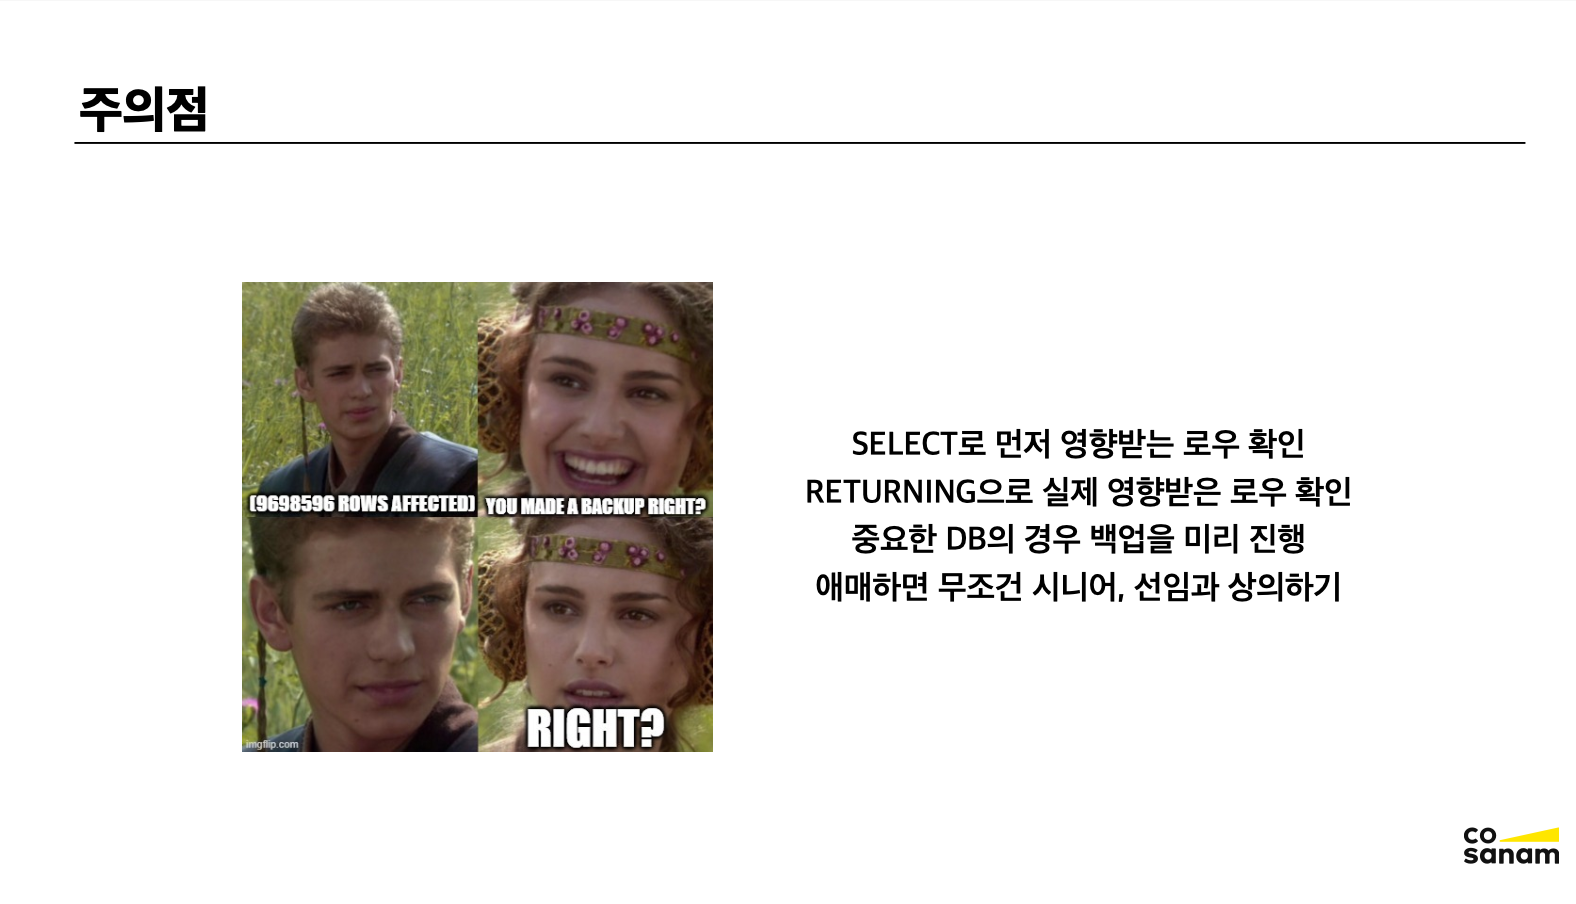 주의점
(9698596 ROWS AFFECTED)
YOU MADE A BACKUP RIGHT?
RIGHT?
imgflip.com
SELECT로 먼저 영향받는 로우 확인
RETURNING으로 실제 영향받은 로우 확인
중요한 DB의 경우 백업을 미리 진행
애매하면 무조건 시니어, 선임과 상의하기
co
sanam